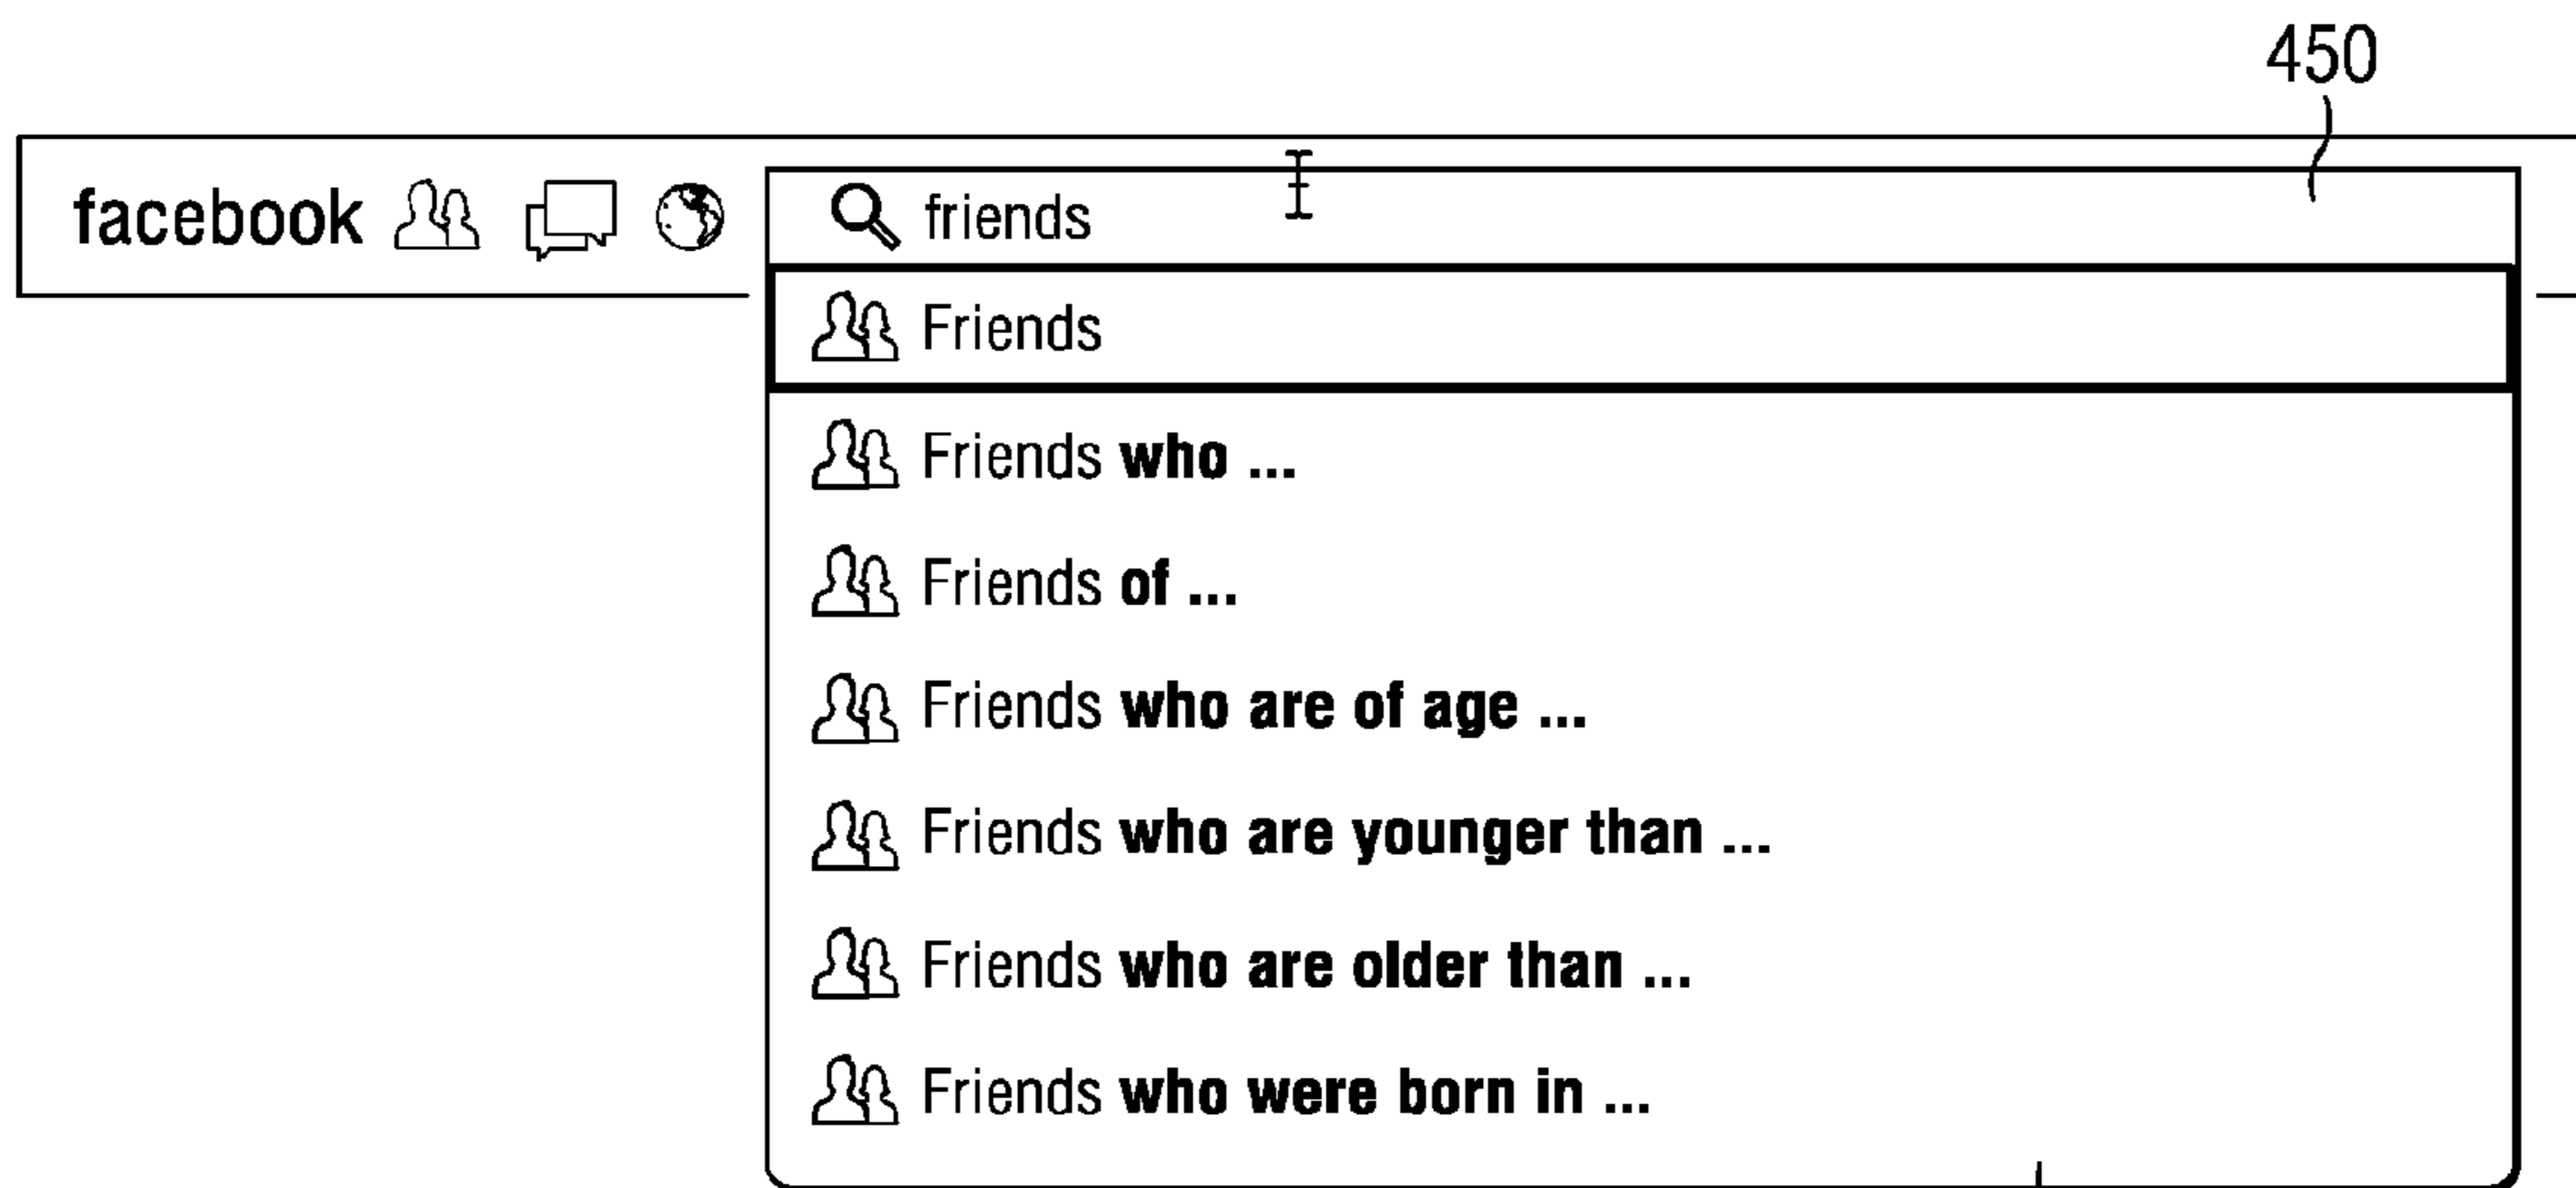 450
facebook friends
Friends
Friends who ...
Friends of ...
Friends who are of age ...
Friends who are younger than ...
Friends who are older than ...
Friends who were born in ...